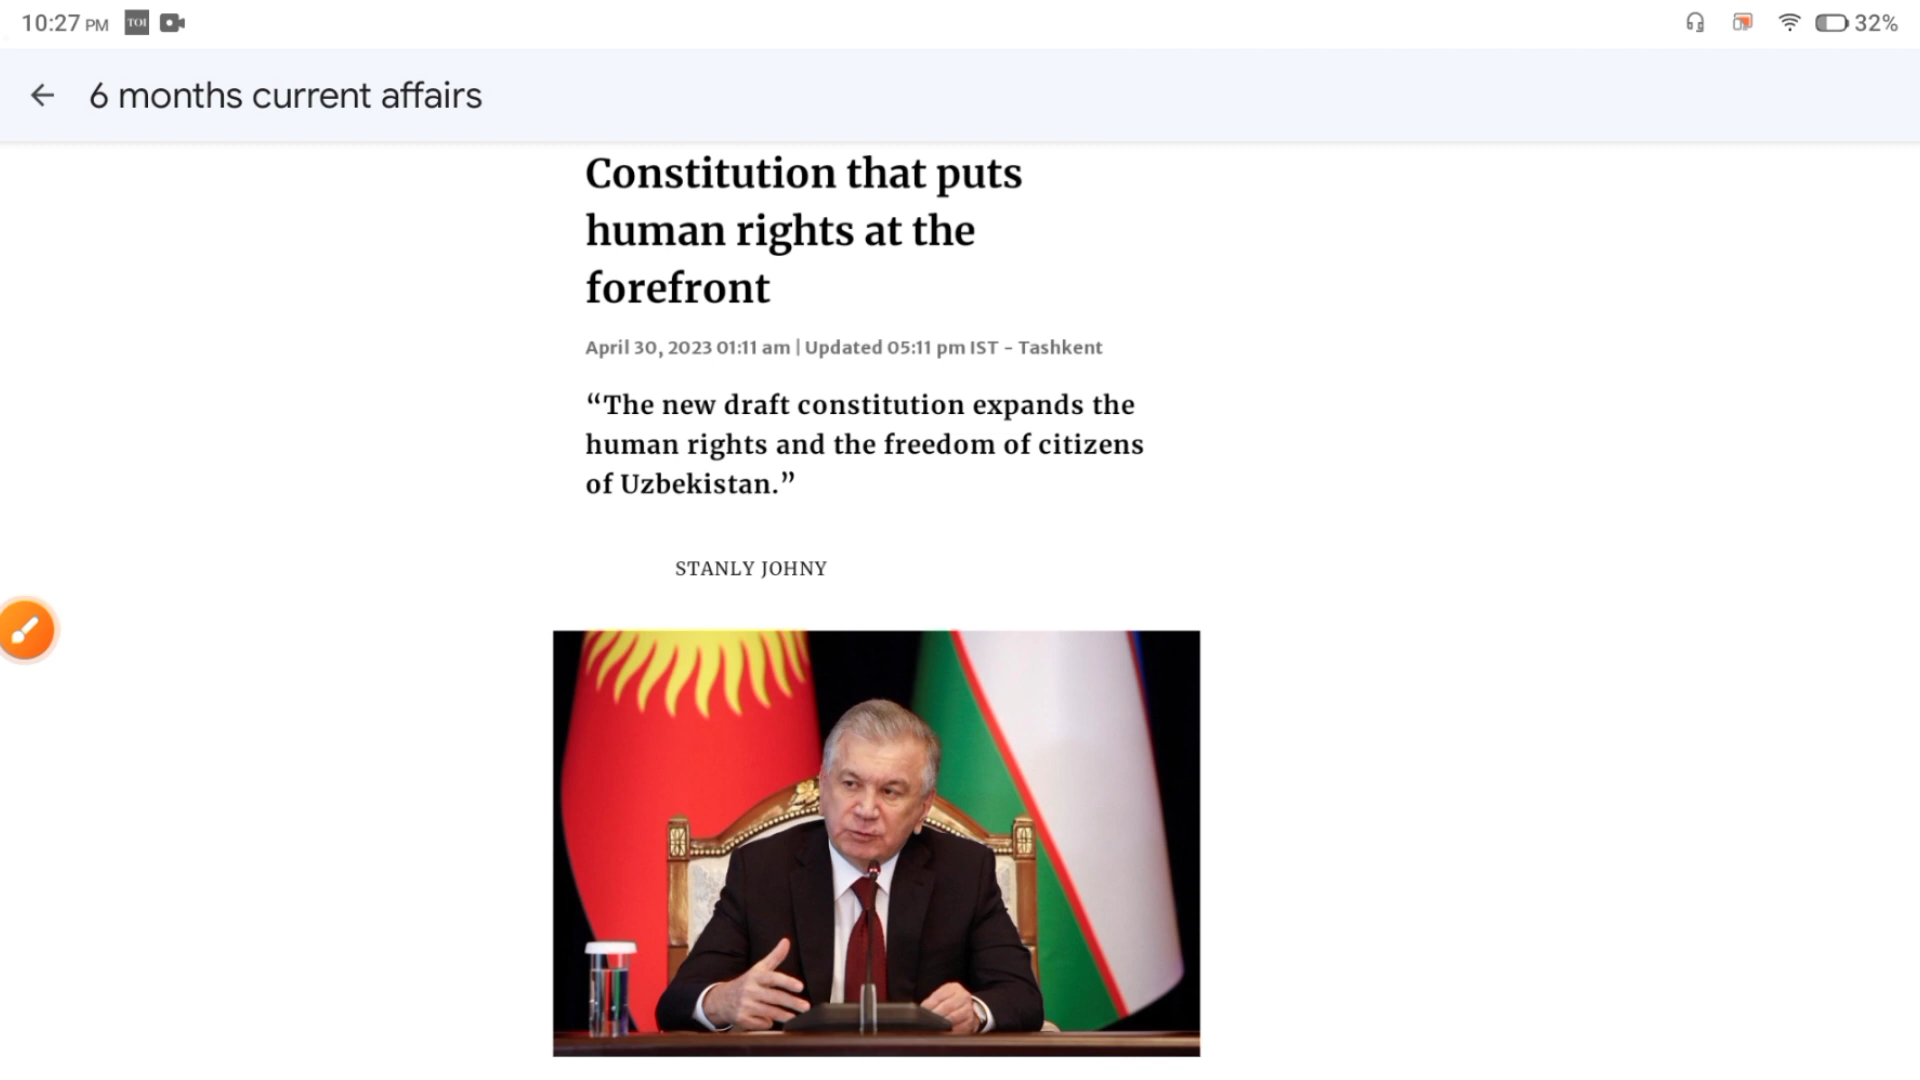 10:27 PM TOI 32%
6 months current affairs
Constitution that puts
human rights at the
forefront
April 30, 2023 01:11 am | Updated 05:11 pm IST - Tashkent
“The new draft constitution expands the
human rights and the freedom of citizens
of Uzbekistan.”
STANLY JOHNY